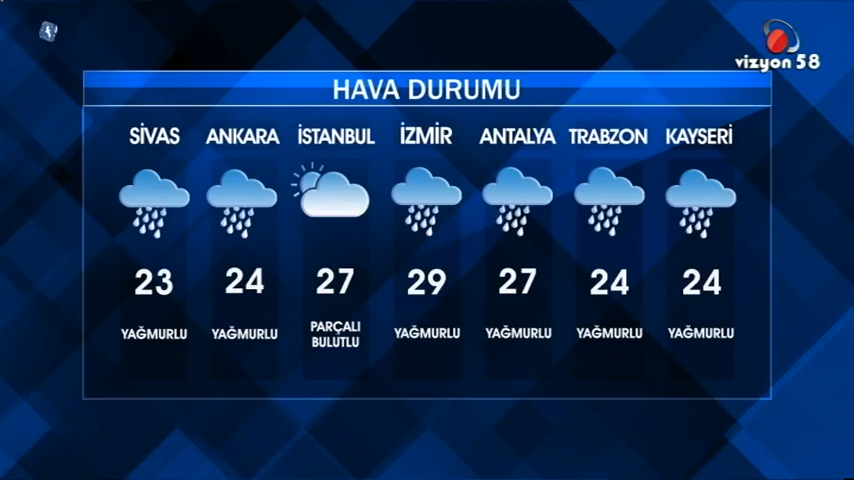 vizyon 58
HAVA DURUMU
SİVAS ANKARA İSTANBUL İZMİR ANTALYA TRABZON KAYSERİ
23 24 27 29 27 24 24
YAĞMURLU YAĞMURLU PARÇALI BULUTLU YAĞMURLU YAĞMURLU YAĞMURLU YAĞMURLU